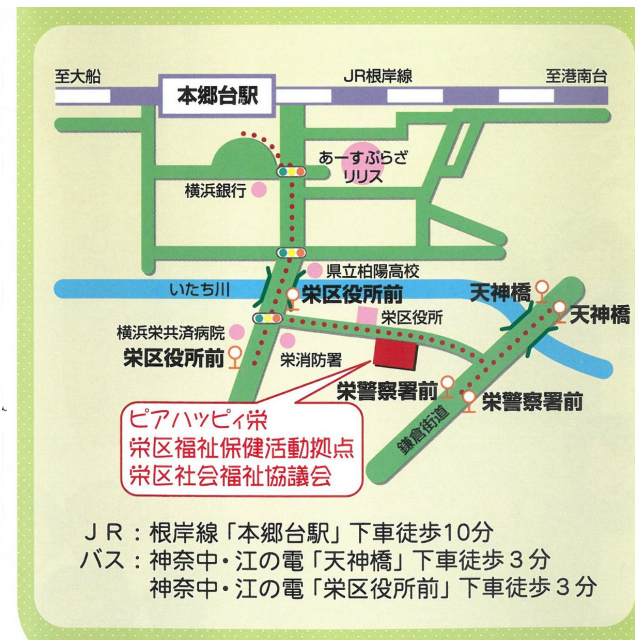 至大船
本郷台駅
JR根岸線
至港南台
あーすぷらざ
リリス
横浜銀行
県立柏陽高校
いたち川
栄区役所前
天神橋
天神橋
栄区役所
横浜栄共済病院
栄区役所前
栄消防署
栄警察署前
栄警察署前
鎌倉街道
ピアハッピィ栄
栄区福祉保健活動拠点
栄区社会福祉協議会
JR：根岸線「本郷台駅」下車徒歩10分
バス：神奈中・江の電「天神橋」下車徒歩3分
神奈中・江の電「栄区役所前」下車徒歩3分